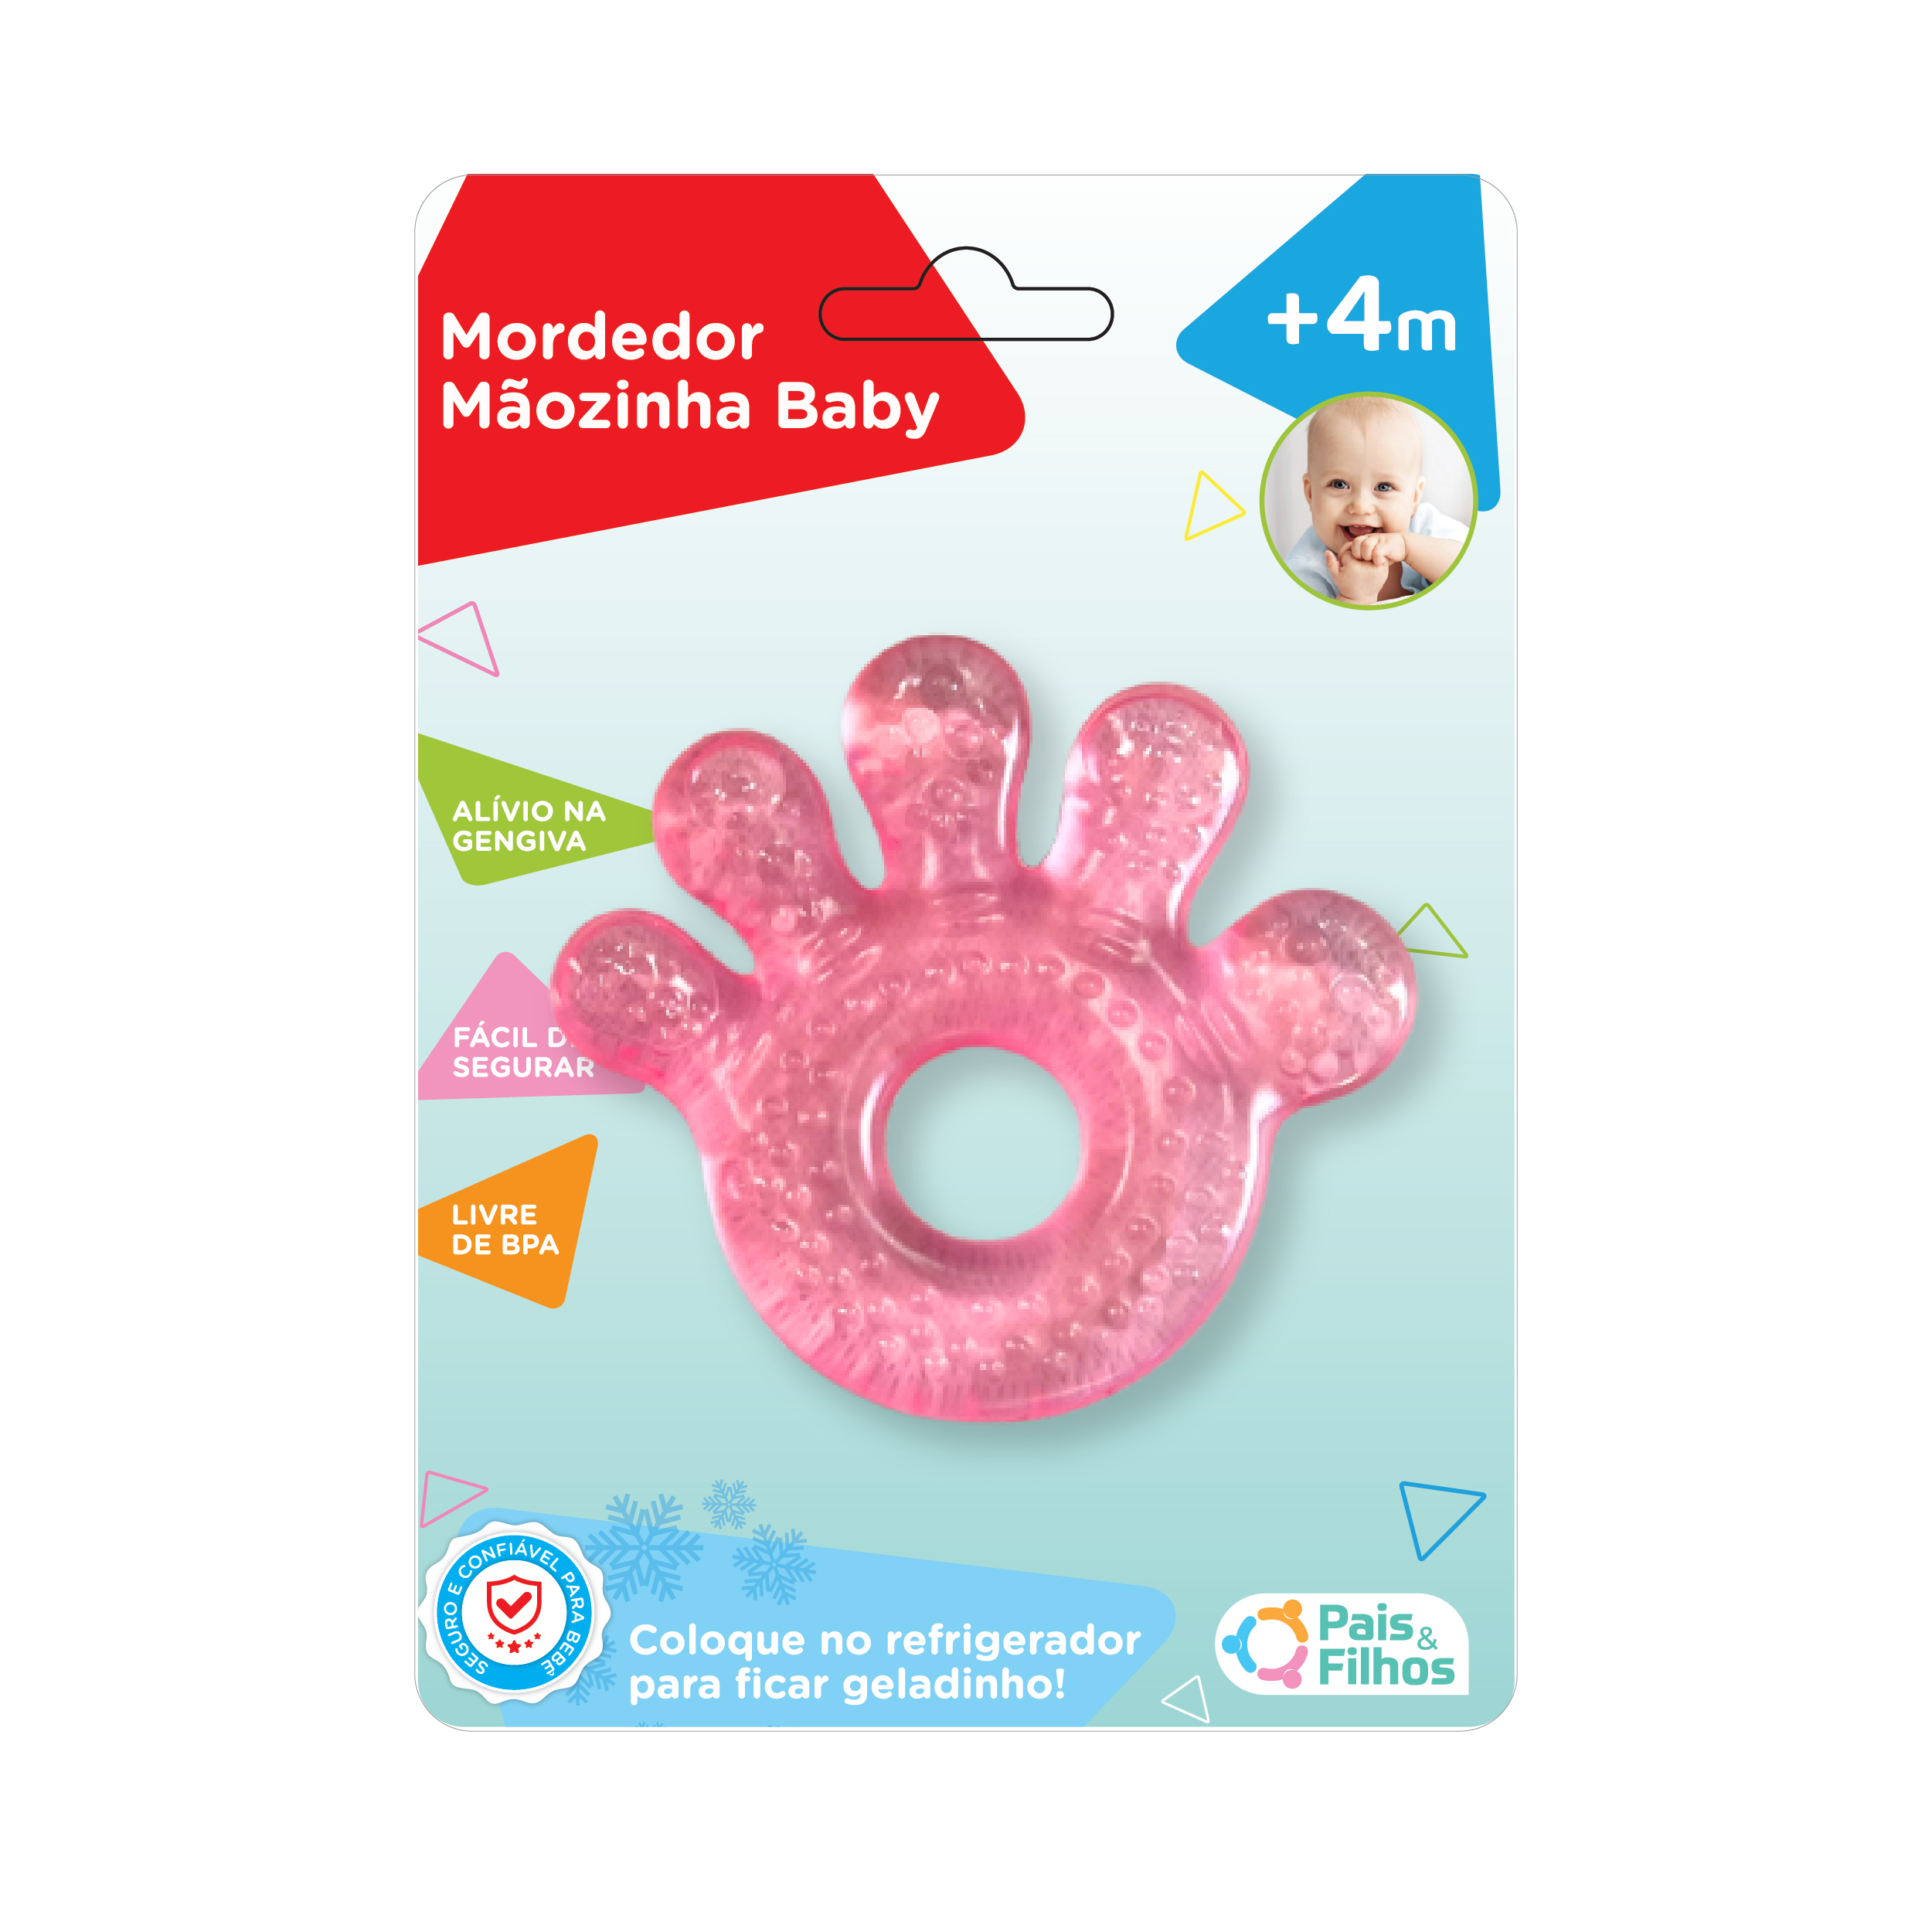 Mordedor
Mãozinha Baby
+4m
ALÍVIO NA
GENGIVA
FÁCIL D
SEGURAR
LIVRE
DE BPA
SEGURO E CONFIÁVEL PARA BEBÊ
Coloque no refrigerador
para ficar geladinho!
Pais &
Filhos